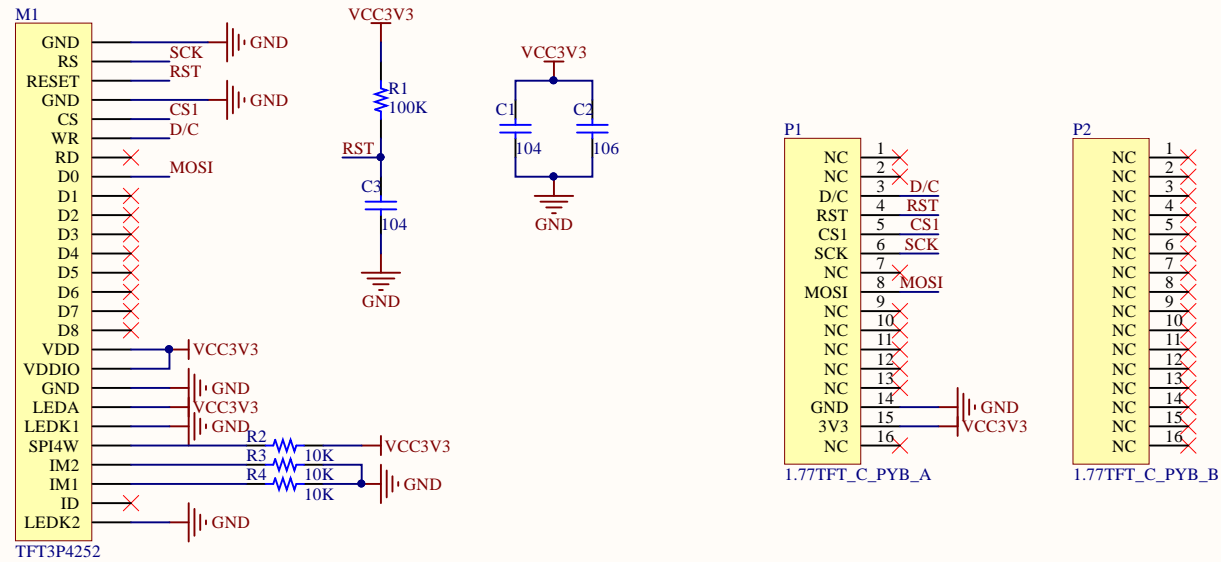 M1
GND GND
RS SCK
RESET RST
GND GND
CS CS1
WR D/C
RD
D0 MOSI
D1
D2
D3
D4
D5
D6
D7
D8
VDD VCC3V3
VDDIO
GND GND
LEDA VCC3V3
LEDK1 GND
SPI4W R2 10K VCC3V3
IM2 R3 10K
IM1 R4 10K GND
ID
LEDK2 GND
TFT3P4252
VCC3V3
R1
100K
RST
C3
104
GND
VCC3V3
C1 C2
104 106
GND
P1
NC 1
NC 2
D/C 3 D/C
RST 4 RST
CS1 5 CS1
SCK 6 SCK
NC 7
MOSI 8 MOSI
NC 9
NC 10
NC 11
NC 12
NC 13
GND 14 GND
3V3 15 VCC3V3
NC 16
1.77TFT_C_PYB_A
P2
NC 1
NC 2
NC 3
NC 4
NC 5
NC 6
NC 7
NC 8
NC 9
NC 10
NC 11
NC 12
NC 13
NC 14
NC 15
NC 16
1.77TFT_C_PYB_B